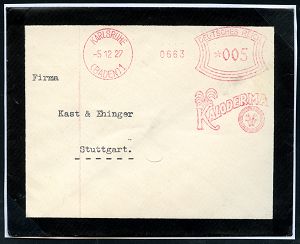 KARLSRUHE
-5.12.27
(BADEN)1
0663
DEUTSCHES REICH
005
KALODERMA
Firma
Kast & Ehinger
Stuttgart.